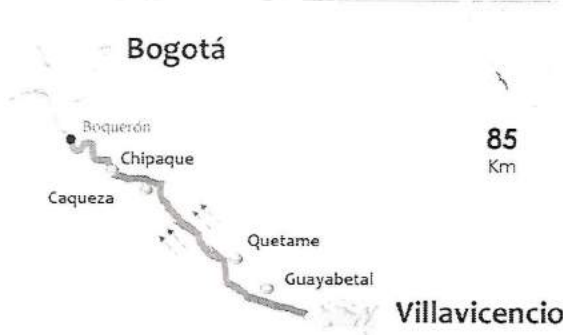 Bogotá
Boquerón
85
Km
Chipaque
Caqueza
Quetame
Guayabetal
Villavicencio